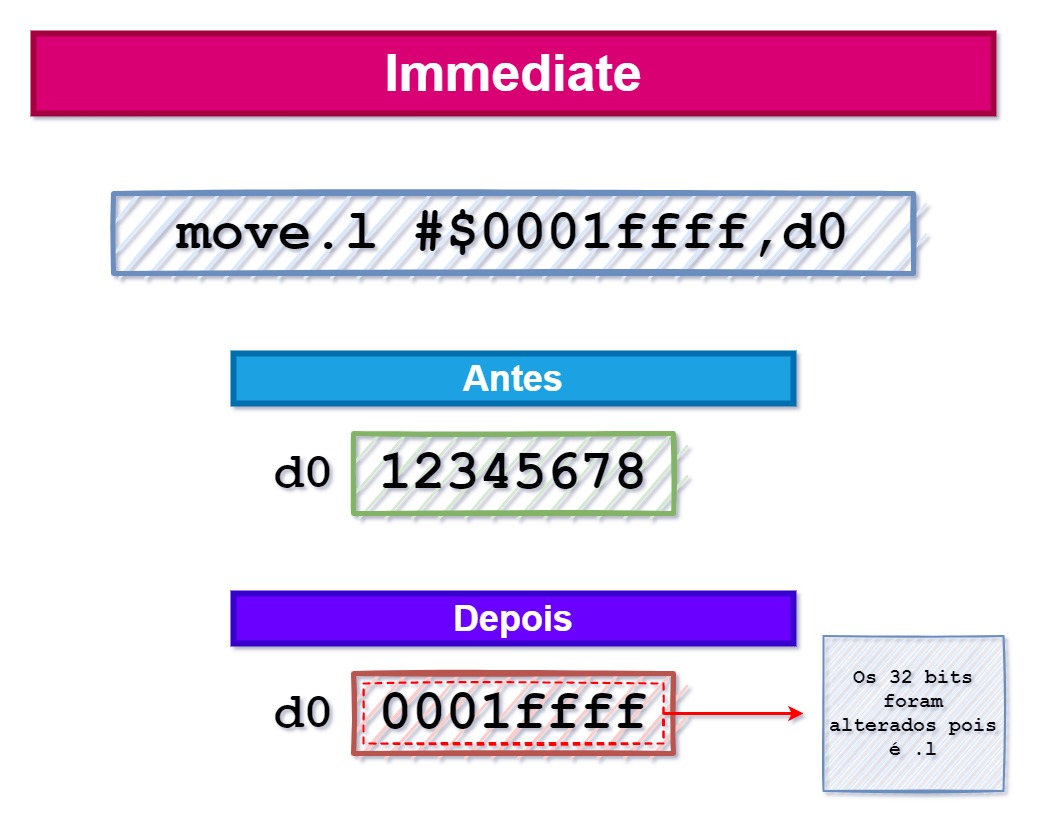 Immediate
move.l #$0001ffff,d0
Antes
d0 12345678
Depois
d0 0001ffff
Os 32 bits
foram
alterados pois
é .l